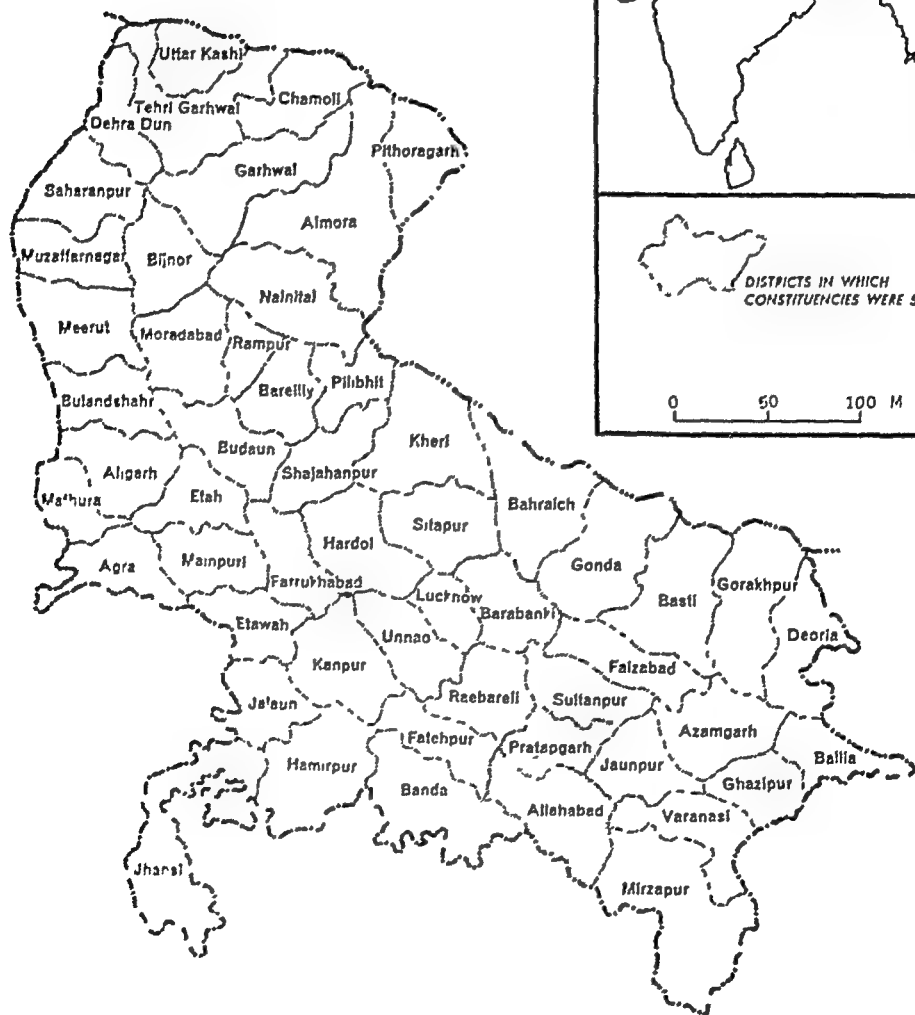 Uttar Kashi
Chamoli
Tehri Garhwal
Dehra Dun
Pithoragarh
Garhwal
Saharanpur
Almora
Muzaffarnagar
Bijnor
Nainital
Meerut
Moradabad
Rampur
Bareilly
Pilibhit
Bulandshahr
Budaun
Kheri
Shajahanpur
Aligarh
Etah
Mathura
Bahraich
Sitapur
Hardoi
Agra
Mainpuri
Gonda
Farrukhabad
Lucknow
Gorakhpur
Basti
Barabanki
Etawah
Unnao
Deoria
Kanpur
Faizabad
Raebareli
Sultanpur
Jalaun
Azamgarh
Fatehpur
Pratapgarh
Ballia
Hamirpur
Jaunpur
Ghazipur
Banda
Allahabad
Varanasi
Jhansi
Mirzapur
DISTRICTS IN WHICH
CONSTITUENCIES WERE S
0 50 100 M